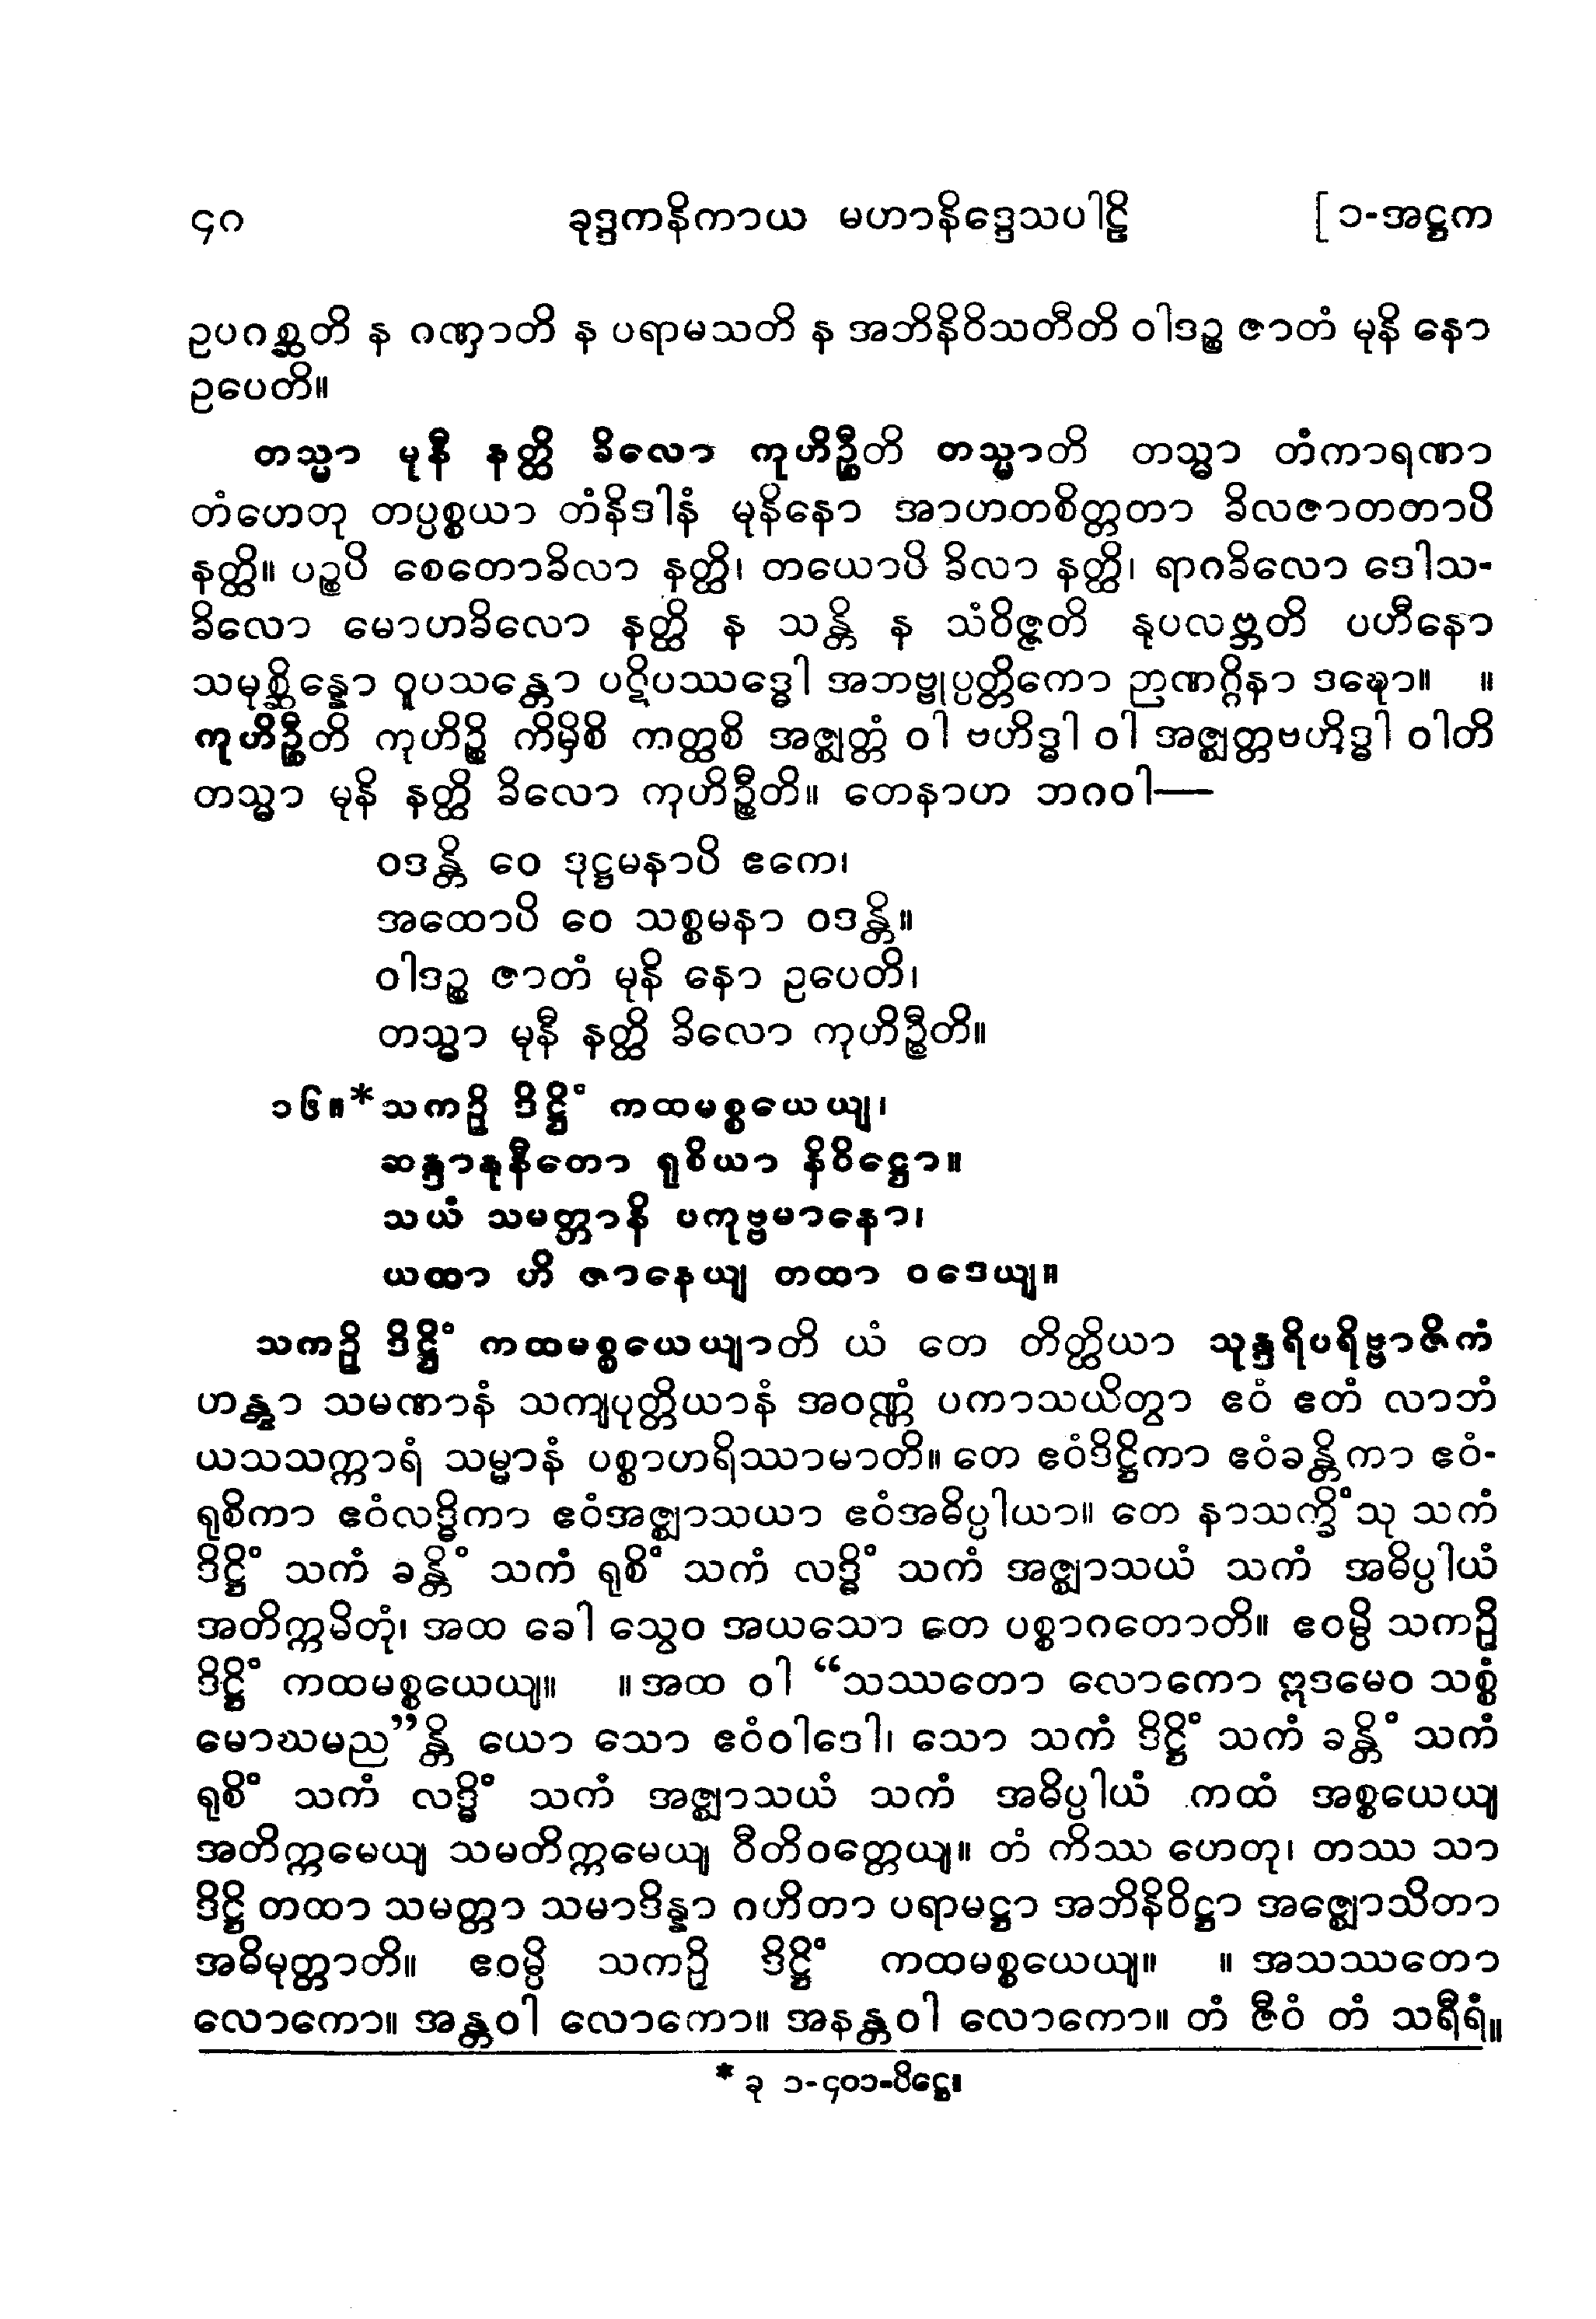 ၄၈ ခုဒ္ဒကနိကာယ မဟာနိဒ္ဒေသပါဠိ [ ၁-အဋ္ဌက
ဥပဂစ္ဆတိ န ဂဏှာတိ န ပရာမသတိ န အဘိနိဝိသတီတိ ဝါဒဉ္စ ဇာတံ မုနိ နော
ဥပေတိ။
တသ္မာ မုနီ နတ္ထိ ခိလော ကုဟိဉ္စီတိ တသ္မာတိ တသ္မာ တံကာရဏာ
တံဟေတု တပ္ပစ္စယာ တံနိဒါနံ မုနိနော အာဟတစိတ္တတာ ခိလဇာတတာပိ
နတ္ထိ။ ပဉ္စပိ စေတောခိလာ နတ္ထိ၊ တယောပိ ခိလာ နတ္ထိ၊ ရာဂခိလော ဒေါသ-
ခိလော မောဟခိလော နတ္ထိ န သန္တိ န သံဝိဇ္ဇတိ နုပလဗ္ဘတိ ပဟီနော
သမုစ္ဆိန္နော ဝူပသန္တော ပဋိပဿဒ္ဓေါ အဘဗ္ဗုပ္ပတ္တိကော ဉာဏဂ္ဂိနာ ဒဍ္ဎော။ ။
ကုဟိဉ္စီတိ ကုဟိဉ္စိ ကိမှိစိ ကတ္ထစိ အဇ္ဈတ္တံ ဝါ ဗဟိဒ္ဓါ ဝါ အဇ္ဈတ္တဗဟိဒ္ဓါ ဝါတိ
တသ္မာ မုနိ နတ္ထိ ခိလော ကုဟိဉ္စီတိ။ တေနာဟ ဘဂဝါ—
ဝဒန္တိ ဝေ ဒုဋ္ဌမနာပိ ဧကေ၊
အထောပိ ဝေ သစ္စမနာ ဝဒန္တိ။
ဝါဒဉ္စ ဇာတံ မုနိ နော ဥပေတိ၊
တသ္မာ မုနီ နတ္ထိ ခိလော ကုဟိဉ္စီတိ။
၁၆။*သကဉှိ ဒိဋ္ဌိံ ကထမစ္စယေယျ၊
ဆန္ဒာနုနီတော ရုစိယာ နိဝိဋ္ဌော။
သယံ သမတ္တာနိ ပကုဗ္ဗမာနော၊
ယထာ ဟိ ဇာနေယျ တထာ ဝဒေယျ။
သကဉှိ ဒိဋ္ဌိံ ကထမစ္စယေယျာတိ ယံ တေ တိတ္ထိယာ သုန္ဒရိပရိဗ္ဗာဇိကံ
ဟန္တွာ သမဏာနံ သကျပုတ္တိယာနံ အဝဏ္ဏံ ပကာသယိတွာ ဧဝံ ဧတံ လာဘံ
ယသသက္ကာရံ သမ္မာနံ ပစ္စာဟရိဿာမာတိ။ တေ ဧဝံဒိဋ္ဌိကာ ဧဝံခန္တိကာ ဧဝံ-
ရုစိကာ ဧဝံလဒ္ဓိကာ ဧဝံအဇ္ဈာသယာ ဧဝံအဓိပ္ပါယာ။ တေ နာသက္ခိံသု သကံ
ဒိဋ္ဌိံ သကံ ခန္တိံ သကံ ရုစိံ သကံ လဒ္ဓိံ သကံ အဇ္ဈာသယံ သကံ အဓိပ္ပါယံ
အတိက္ကမိတုံ၊ အထ ခေါ သွေဝ အယသော တေ ပစ္စာဂတောတိ။ ဧဝမ္ပိ သကဉှိ
ဒိဋ္ဌိံ ကထမစ္စယေယျ။ ။အထ ဝါ “သဿတော လောကော ဣဒမေဝ သစ္စံ
မောဃမည”န္တိ ယော သော ဧဝံဝါဒေါ၊ သော သကံ ဒိဋ္ဌိံ သကံ ခန္တိံ သကံ
ရုစိံ သကံ လဒ္ဓိံ သကံ အဇ္ဈာသယံ သကံ အဓိပ္ပါယံ ကထံ အစ္စယေယျ
အတိက္ကမေယျ သမတိက္ကမေယျ ဝီတိဝတ္တေယျ။ တံ ကိဿ ဟေတု၊ တဿ သာ
ဒိဋ္ဌိ တထာ သမတ္တာ သမာဒိန္နာ ဂဟိတာ ပရာမဋ္ဌာ အဘိနိဝိဋ္ဌာ အဇ္ဈောသိတာ
အဓိမုတ္တာတိ။ ဧဝမ္ပိ သကဉှိ ဒိဋ္ဌိံ ကထမစ္စယေယျ။ ။ အသဿတော
လောကော။ အန္တဝါ လောကော။ အနန္တဝါ လောကော။ တံ ဇီဝံ တံ သရီရံ။
* ခု ၁-၄၀၁-ပိဋ္ဌေ။